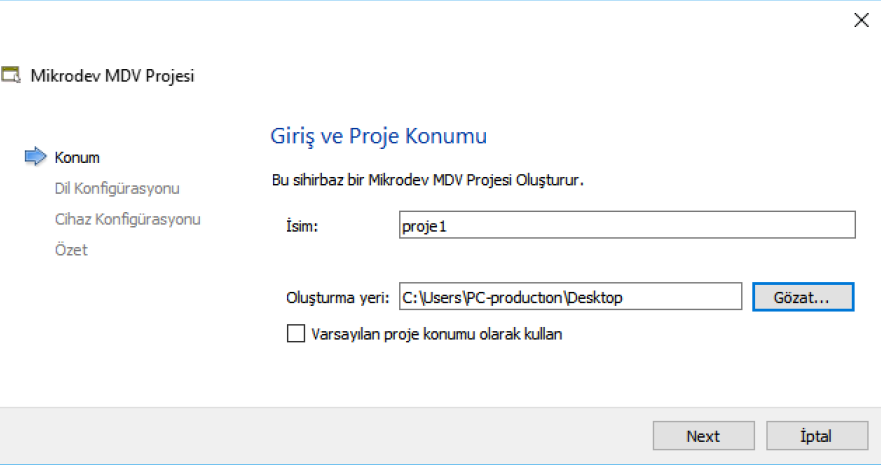 Mikrodev MDV Projesi
Konum
Dil Konfigürasyonu
Cihaz Konfigürasyonu
Özet
Giriş ve Proje Konumu
Bu sihirbaz bir Mikrodev MDV Projesi Oluşturur.
İsim: proje1
Oluşturma yeri: C:\Users\PC-productıon\Desktop Gözat...
Varsayılan proje konumu olarak kullan
Next İptal